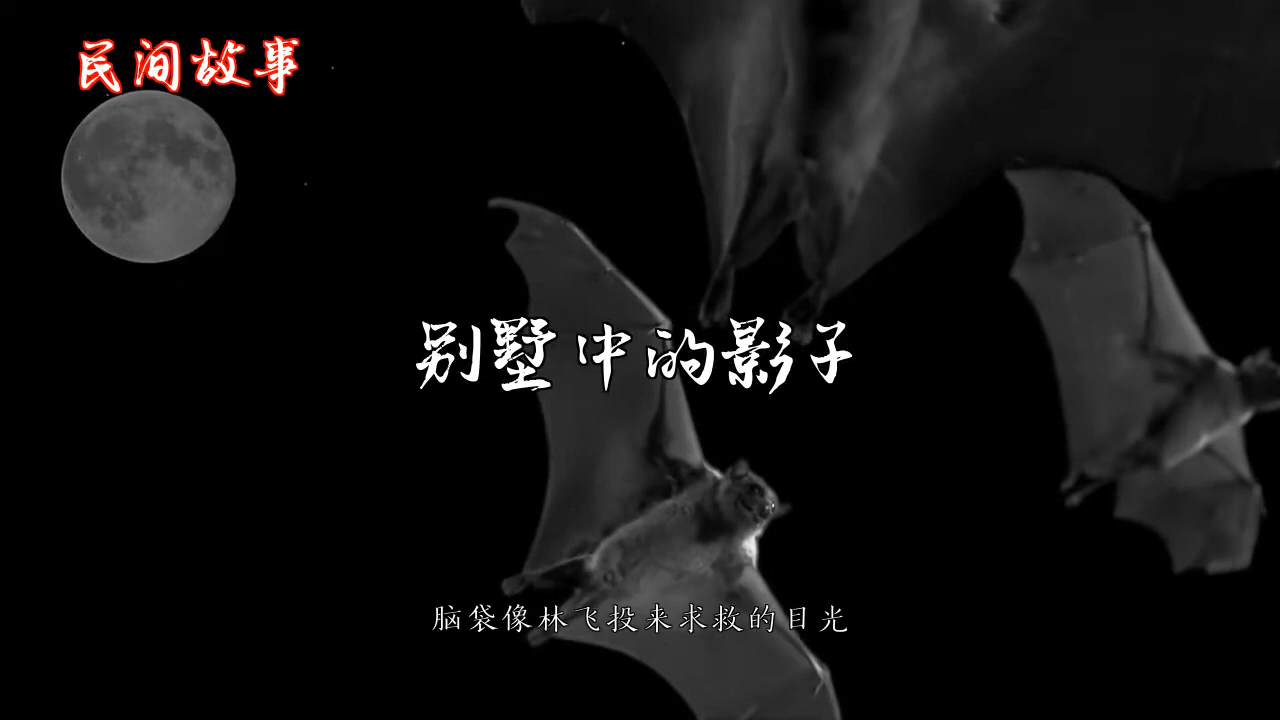 民间故事
别墅中的影子
脑袋像林飞投来求救的目光